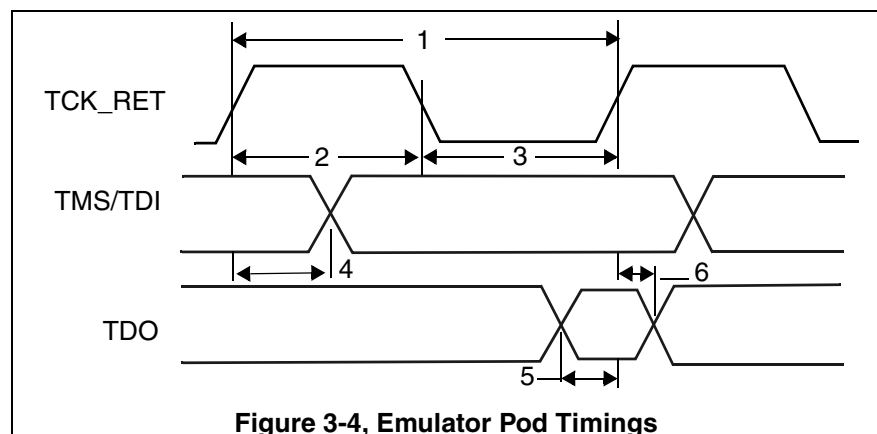 1
TCK_RET
2
3
TMS/TDI
4
6
TDO
5
Figure 3-4, Emulator Pod Timings